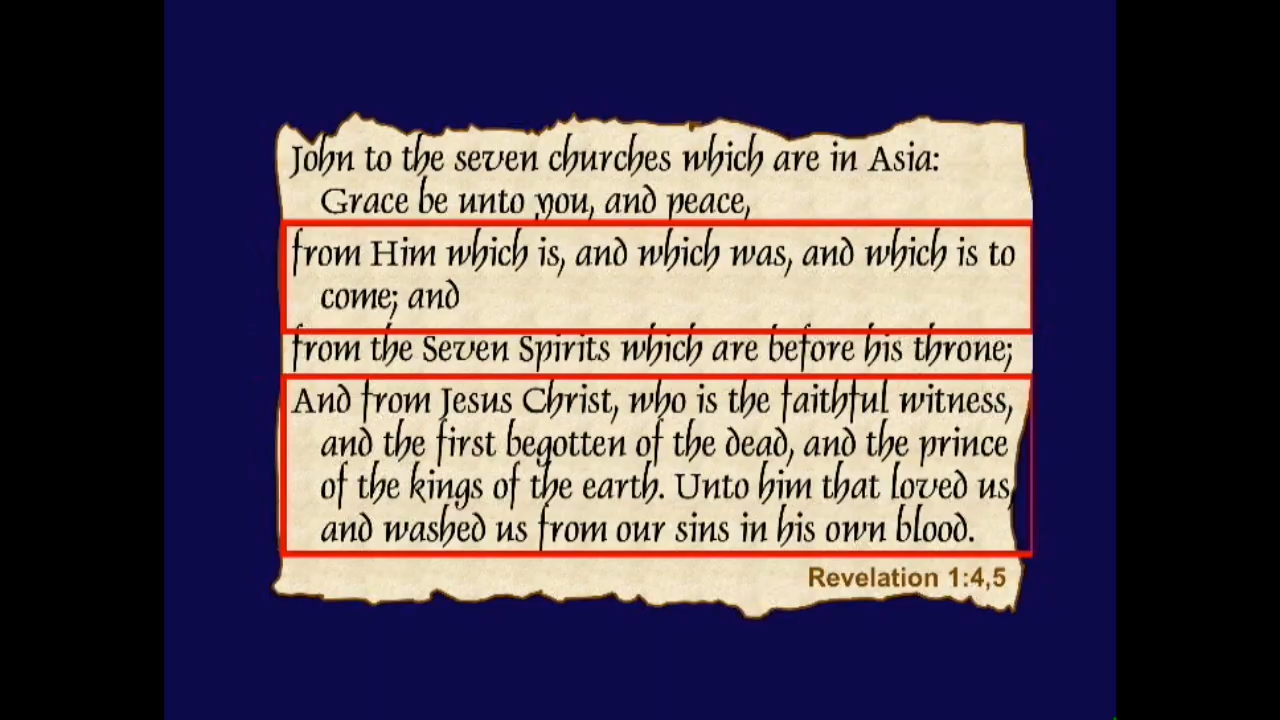 John to the seven churches which are in Asia:
Grace be unto you, and peace,
from Him which is, and which was, and which is to
come; and
from the Seven Spirits which are before his throne;
And from Jesus Christ, who is the faithful witness,
and the first begotten of the dead, and the prince
of the kings of the earth. Unto him that loved us,
and washed us from our sins in his own blood.
Revelation 1:4,5